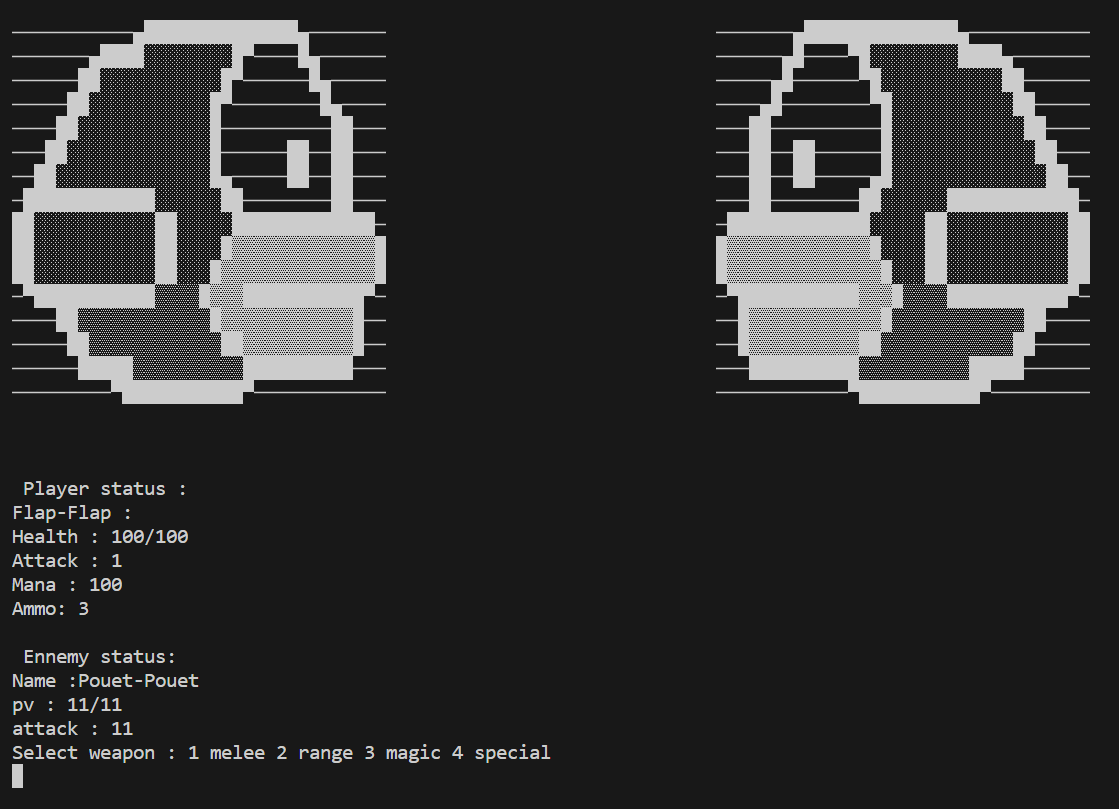 Player status :
Flap-Flap :
Health : 100/100
Attack : 1
Mana : 100
Ammo: 3
Ennemy status:
Name :Pouet-Pouet
pv : 11/11
attack : 11
Select weapon : 1 melee 2 range 3 magic 4 special